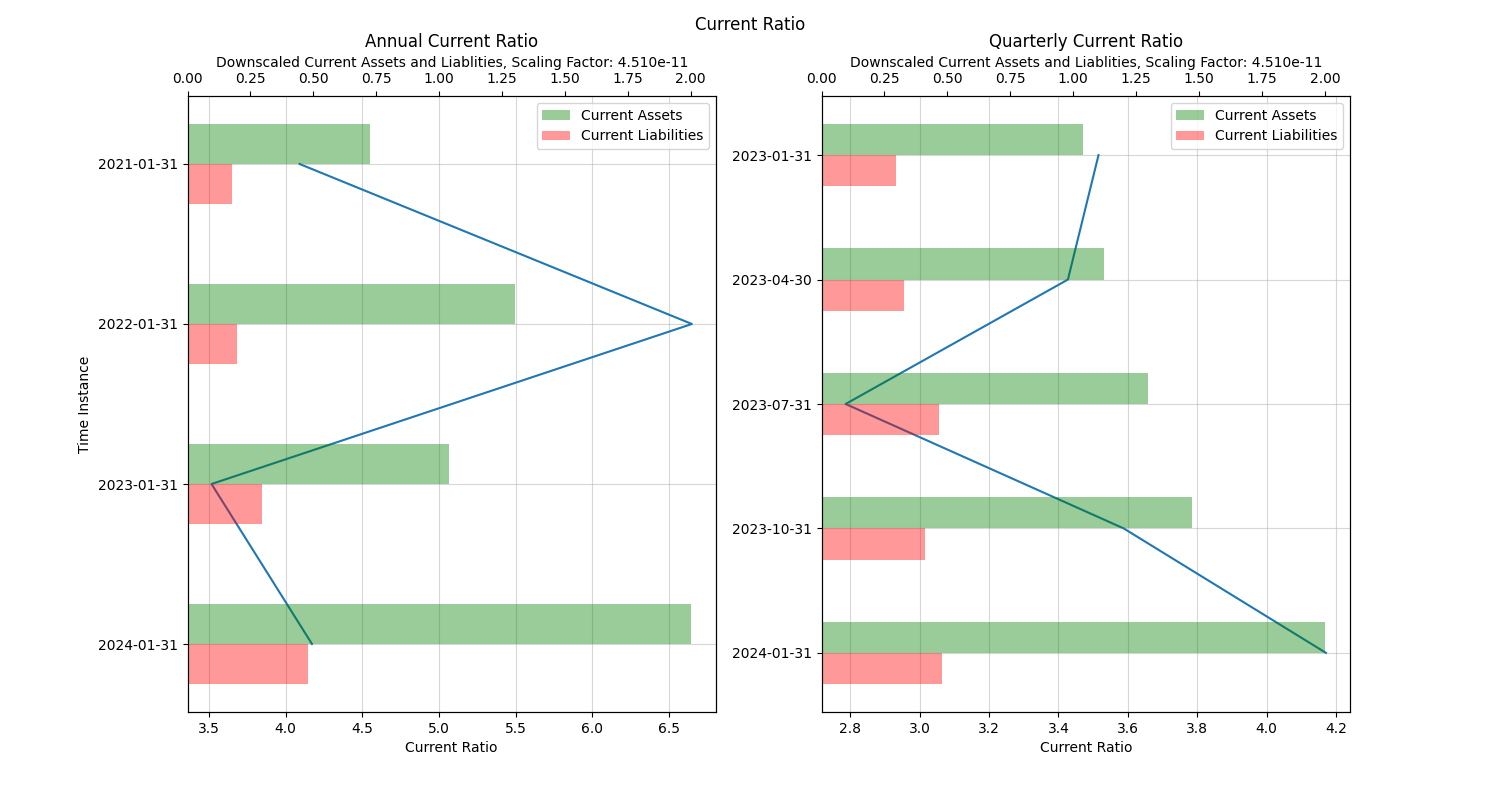 Current Ratio
Annual Current Ratio
Downscaled Current Assets and Liablities, Scaling Factor: 4.510e-11
0.00 0.25 0.50 0.75 1.00 1.25 1.50 1.75 2.00
Current Assets
Current Liabilities
Time Instance
2021-01-31
2022-01-31
2023-01-31
2024-01-31
3.5 4.0 4.5 5.0 5.5 6.0 6.5
Current Ratio
Quarterly Current Ratio
Downscaled Current Assets and Liablities, Scaling Factor: 4.510e-11
0.00 0.25 0.50 0.75 1.00 1.25 1.50 1.75 2.00
Current Assets
Current Liabilities
2023-01-31
2023-04-30
2023-07-31
2023-10-31
2024-01-31
2.8 3.0 3.2 3.4 3.6 3.8 4.0 4.2
Current Ratio